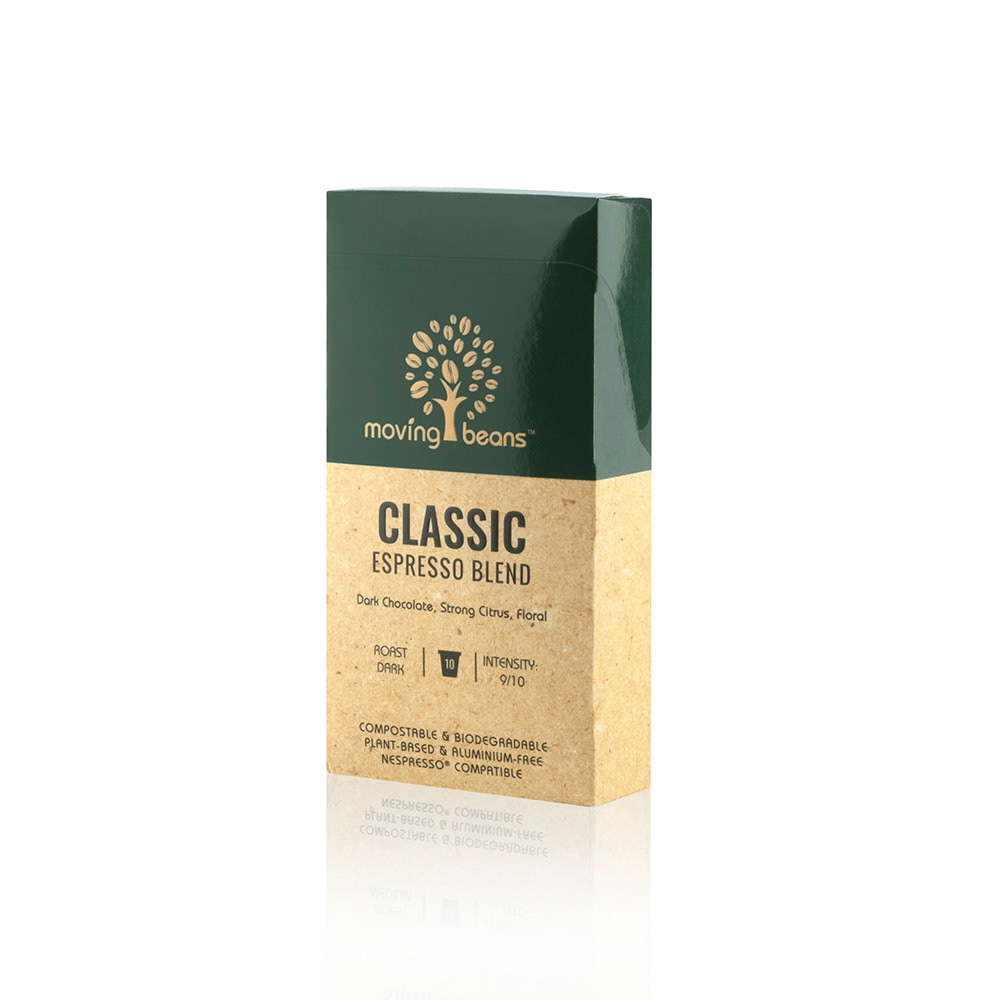 moving beans™
CLASSIC
ESPRESSO BLEND
Dark Chocolate, Strong Citrus, Floral
ROAST
DARK
10
INTENSITY:
9/10
COMPOSTABLE & BIODEGRADABLE
PLANT-BASED & ALUMINIUM-FREE
NESPRESSO® COMPATIBLE